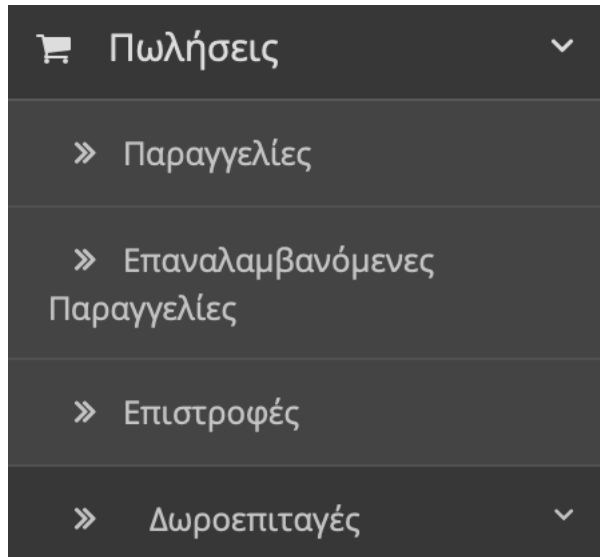 Πωλήσεις
Παραγγελίες
Επαναλαμβανόμενες
Παραγγελίες
Επιστροφές
Δωροεπιταγές